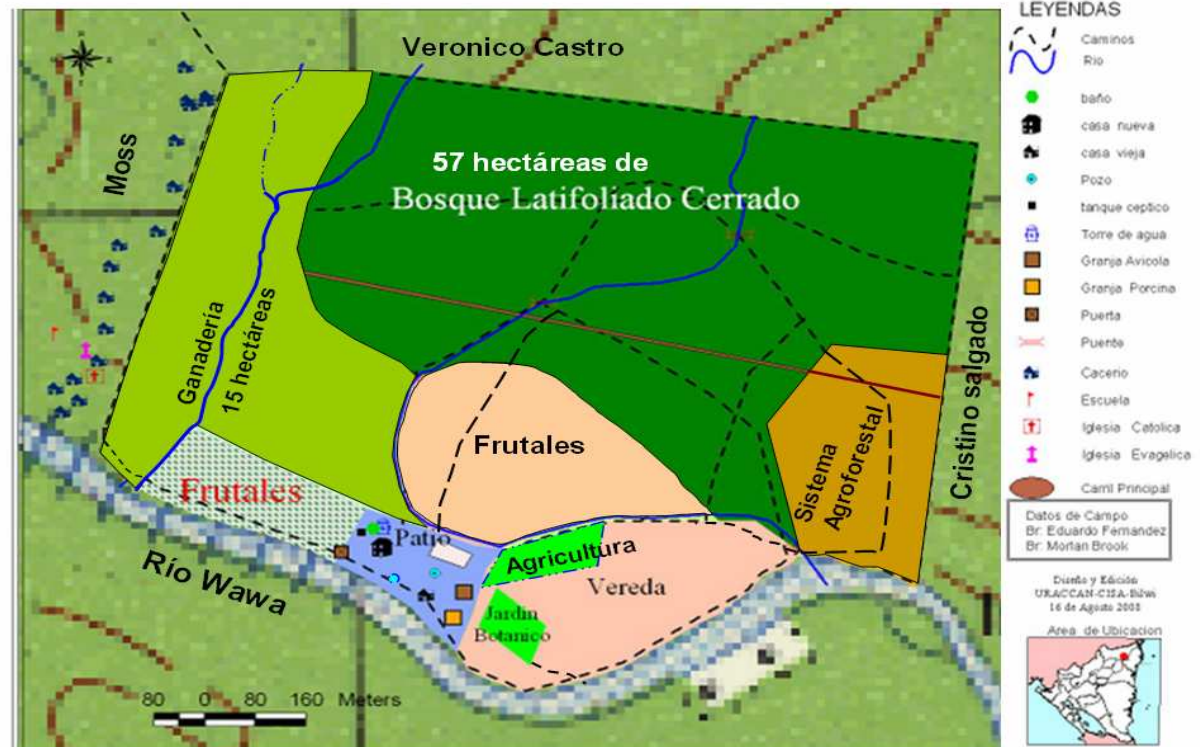 Veronico Castro
Moss
57 hectáreas de
Bosque Latifoliado Cerrado
Ganadería
15 hectáreas
Frutales
Frutales
Sistema
Agroforestal
Cristino salgado
Patio
Agricultura
Vereda
Jardin
Botanico
Río Wawa
80 0 80 160 Meters
LEYENDAS
Caminos
Rio
baño
casa nueva
casa vieja
Pozo
tanque ceptico
Torre de agua
Granja Avicola
Granja Porcina
Puerta
Puente
Cacerio
Escuela
Iglesia Catolica
Iglesia Evagelica
Carril Principal
Datos de Campo
Br: Eduardo Fernandez
Br: Mortan Brook
Diseño y Edición
URACCAN-CISA-Bilwi
16 de Agosto 2008
Area de Ubicacion